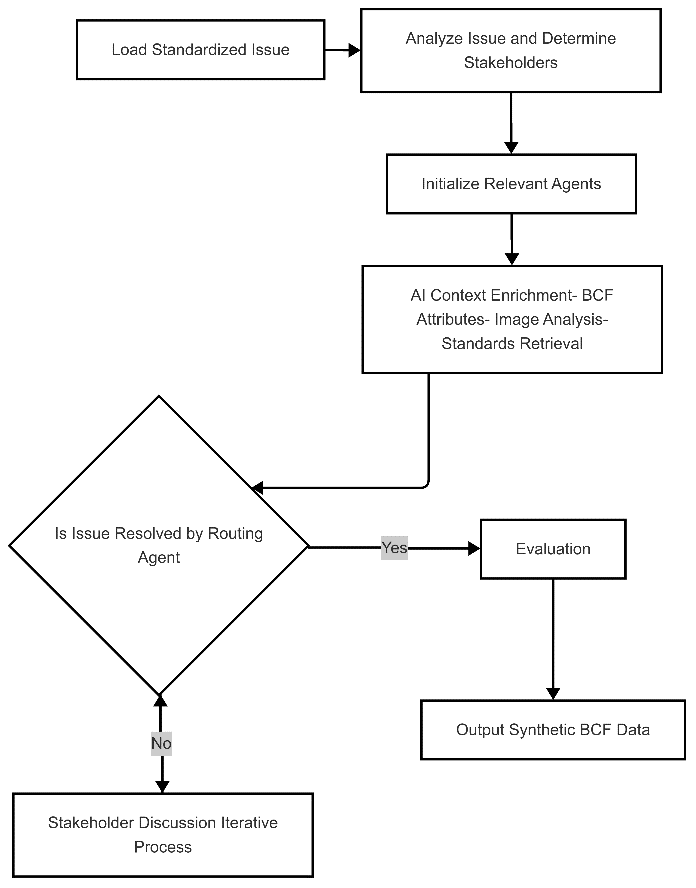 Load Standardized Issue
Analyze Issue and Determine
Stakeholders
Initialize Relevant Agents
AI Context Enrichment- BCF
Attributes- Image Analysis-
Standards Retrieval
Is Issue Resolved by Routing
Agent
Yes
Evaluation
Output Synthetic BCF Data
No
Stakeholder Discussion Iterative
Process